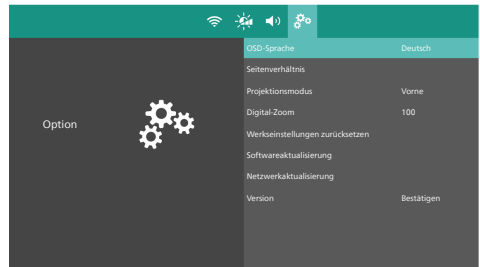 Option
OSD-Sprache Deutsch
Seitenverhältnis
Projektionsmodus Vorne
Digital-Zoom 100
Werkseinstellungen zurücksetzen
Softwareaktualisierung
Netzwerkaktualisierung
Version Bestätigen